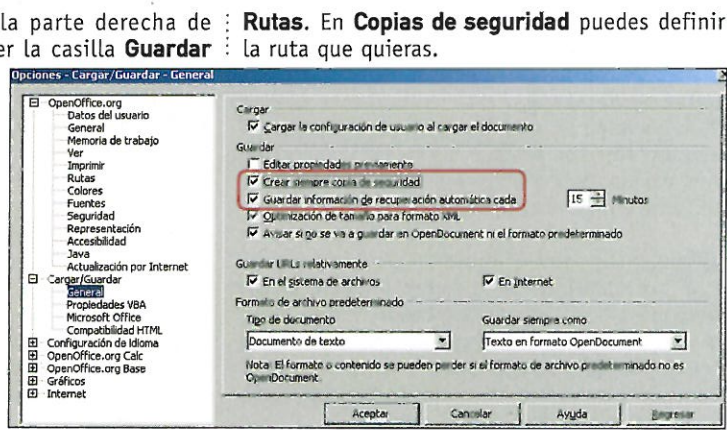 la parte derecha de
er la casilla Guardar
Rutas. En Copias de seguridad puedes definir
la ruta que quieras.
Opciones - Cargar/Guardar - General
OpenOffice.org
Datos del usuario
General
Memoria de trabajo
Ver
Imprimir
Rutas
Colores
Fuentes
Seguridad
Representación
Accesibilidad
Java
Actualización por Internet
Cargar/Guardar
General
Propiedades VBA
Microsoft Office
Compatibilidad HTML
Configuración de Idioma
OpenOffice.org Calc
OpenOffice.org Base
Gráficos
Internet
Cargar
Cargar la configuración de usuario al cargar el documento
Guardar
Editar propiedades previamente
Crear siempre copia de seguridad
Guardar información de recuperación automática cada 15 Minutos
Optimización de tamaño para formato XML
Avisar si no se va a guardar en OpenDocument ni el formato predeterminado
Guardar URLs relativamente
En el sistema de archivos En Internet
Formato de archivo predeterminado
Tipo de documento Guardar siempre como
Documento de texto Texto en formato OpenDocument
Nota: El formato o contenido se pueden perder si el formato de archivo predeterminado no es
OpenDocument.
Aceptar Cancelar Ayuda Regresar